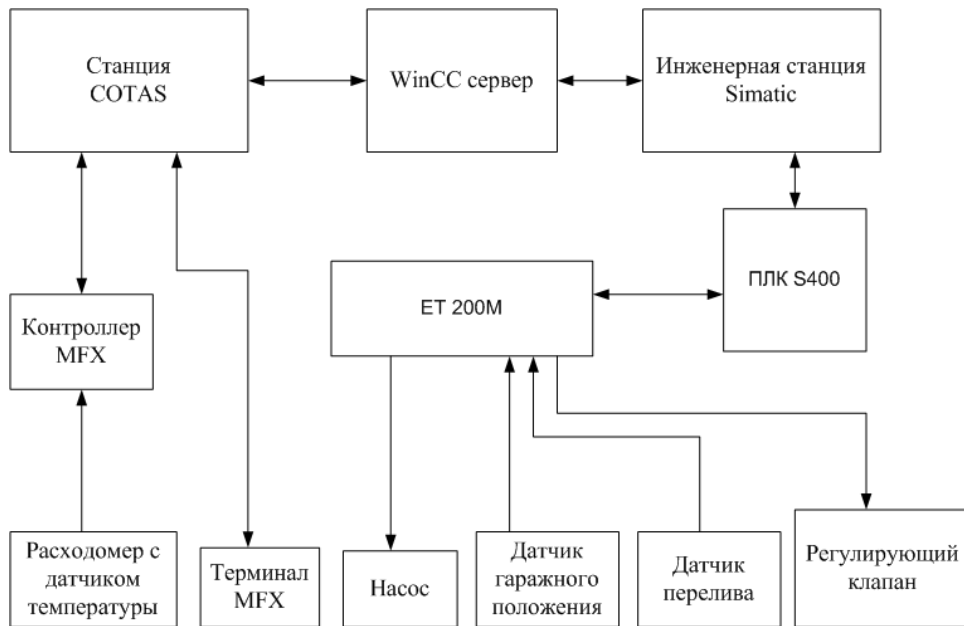 Станция
COTAS
WinCC сервер
Инженерная станция
Simatic
ПЛК S400
ET 200M
Контроллер
MFX
Расходомер с
датчиком
температуры
Терминал
MFX
Насос
Датчик
гаражного
положения
Датчик
перелива
Регулирующий
клапан